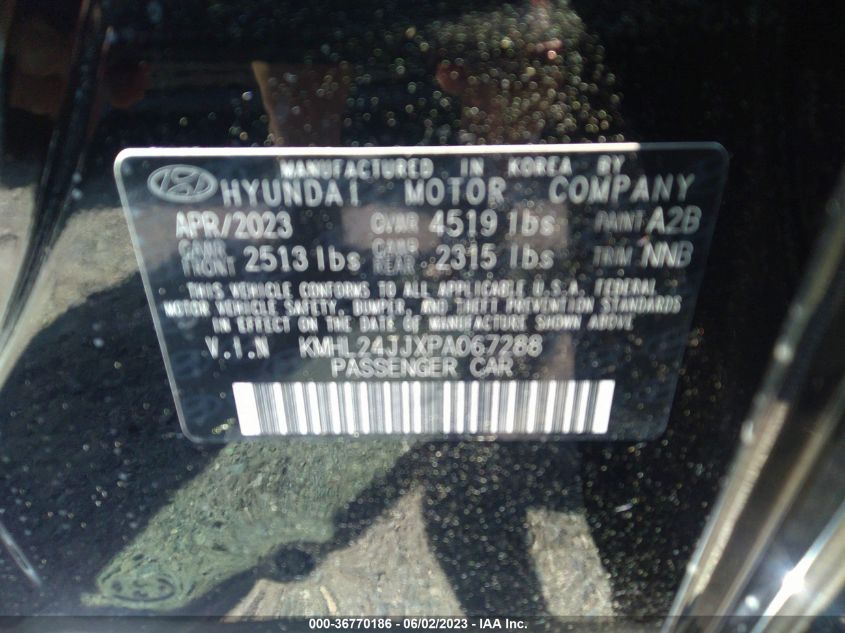 MANUFACTURED IN KOREA BY
HYUNDAI MOTOR COMPANY
APR/2023 GVWR 4519 lbs PAINT A2B
GAWR FRONT 2513 lbs GAWR REAR 2315 lbs TRIM NNB
THIS VEHICLE CONFORMS TO ALL APPLICABLE U.S.A. FEDERAL
MOTOR VEHICLE SAFETY, BUMPER, AND THEFT PREVENTION STANDARDS
IN EFFECT ON THE DATE OF MANUFACTURE SHOWN ABOVE
V.I.N KMHL24JJXPA067288
PASSENGER CAR
000-36770186 - 06/02/2023 - IAA Inc.